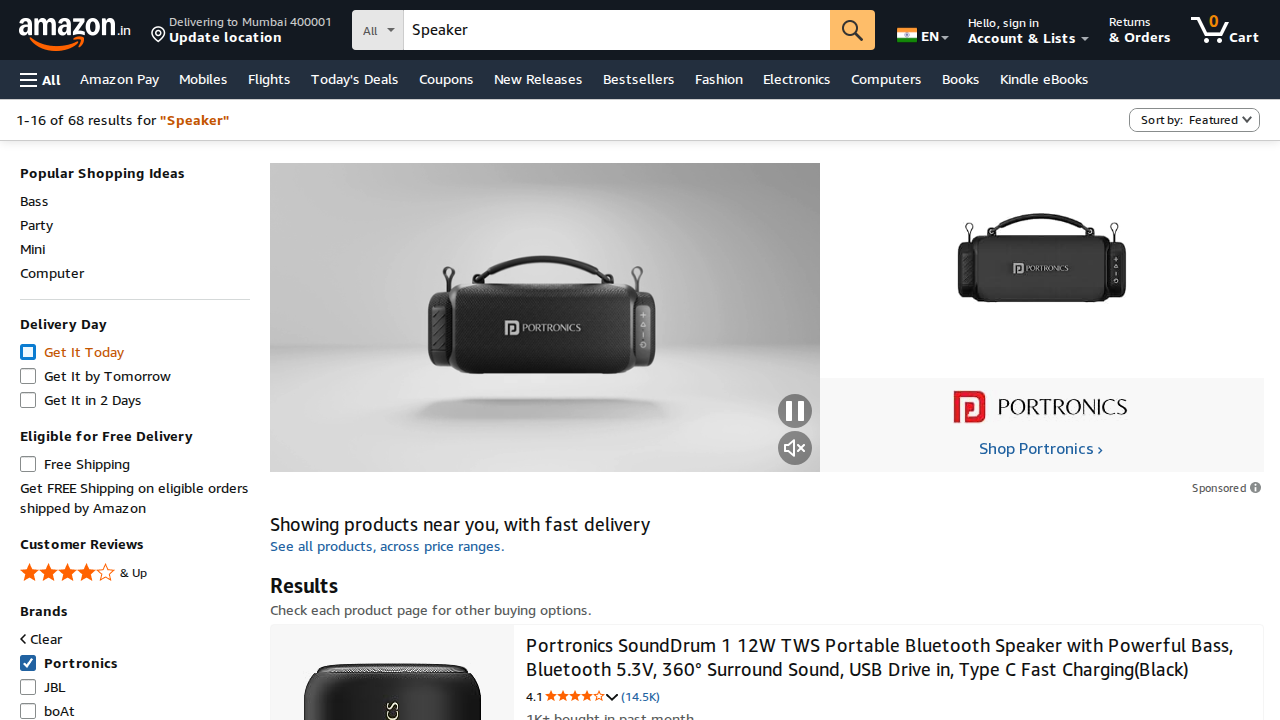 amazon.in
Delivering to Mumbai 400001
Update location
All
Speaker
EN
Hello, sign in
Account & Lists
Returns
& Orders
0
Cart
All
Amazon Pay
Mobiles
Flights
Today's Deals
Coupons
New Releases
Bestsellers
Fashion
Electronics
Computers
Books
Kindle eBooks
1-16 of 68 results for "Speaker"
Sort by: Featured
Popular Shopping Ideas
Bass
Party
Mini
Computer
Delivery Day
Get It Today
Get It by Tomorrow
Get It in 2 Days
Eligible for Free Delivery
Free Shipping
Get FREE Shipping on eligible orders
shipped by Amazon
Customer Reviews
& Up
Brands
Clear
Portronics
JBL
boAt
PORTRONICS
PORTRONICS
PORTRONICS
Shop Portronics ›
Sponsored
Showing products near you, with fast delivery
See all products, across price ranges.
Results
Check each product page for other buying options.
Portronics SoundDrum 1 12W TWS Portable Bluetooth Speaker with Powerful Bass,
Bluetooth 5.3V, 360° Surround Sound, USB Drive in, Type C Fast Charging(Black)
4.1
(14.5K)
1K+ bought in past month